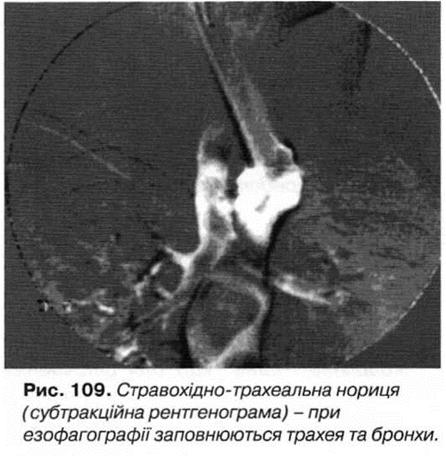 Рис. 109. Стравохідно-трахеальна нориця
(субтракційна рентгенограма) – при
езофагографії заповнюються трахея та бронхи.